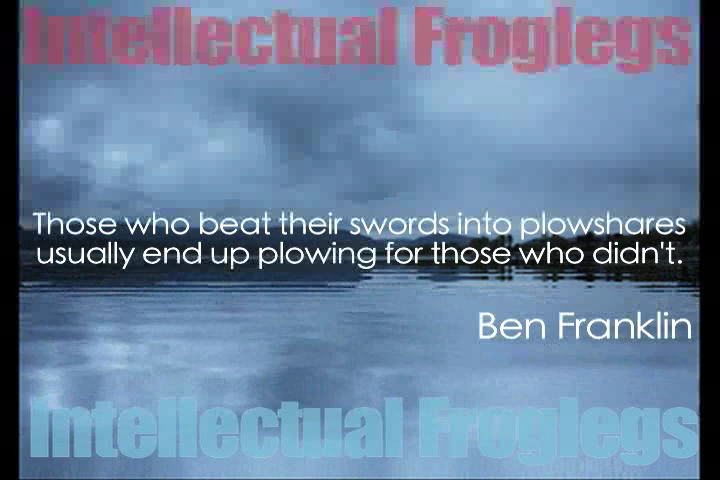 Intellectual Froglegs
Those who beat their swords into plowshares
usually end up plowing for those who didn't.
Ben Franklin
Intellectual Froglegs